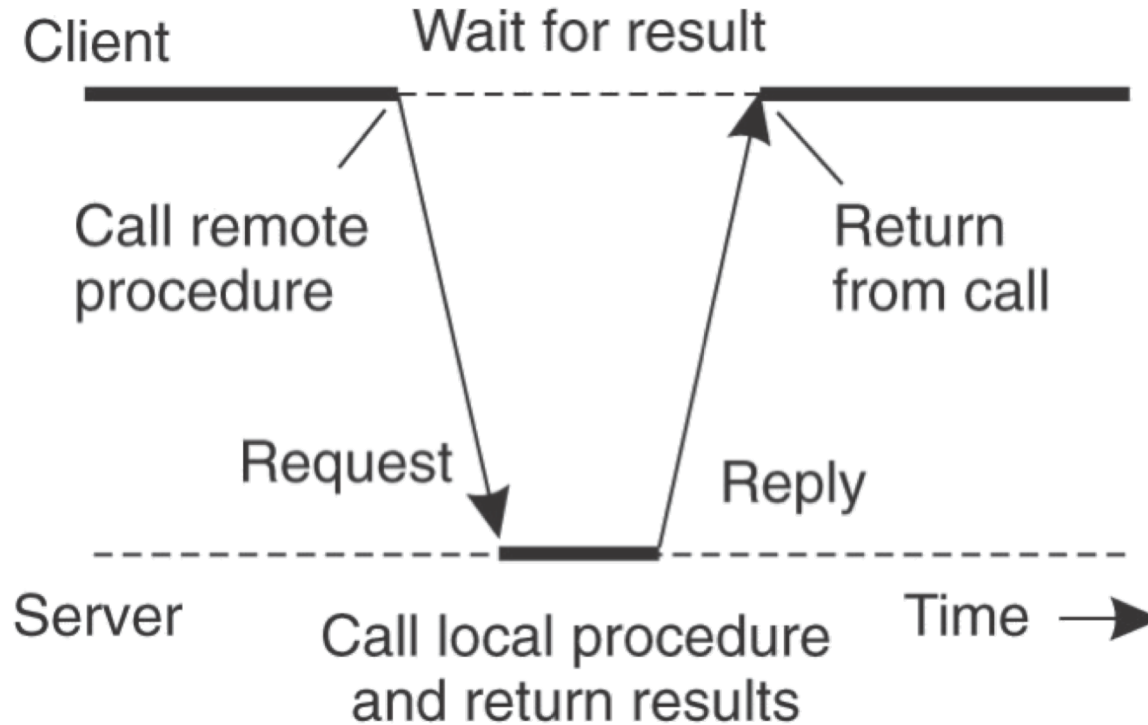 Client
Wait for result
Call remote
procedure
Return
from call
Request
Reply
Server
Time
Call local procedure
and return results